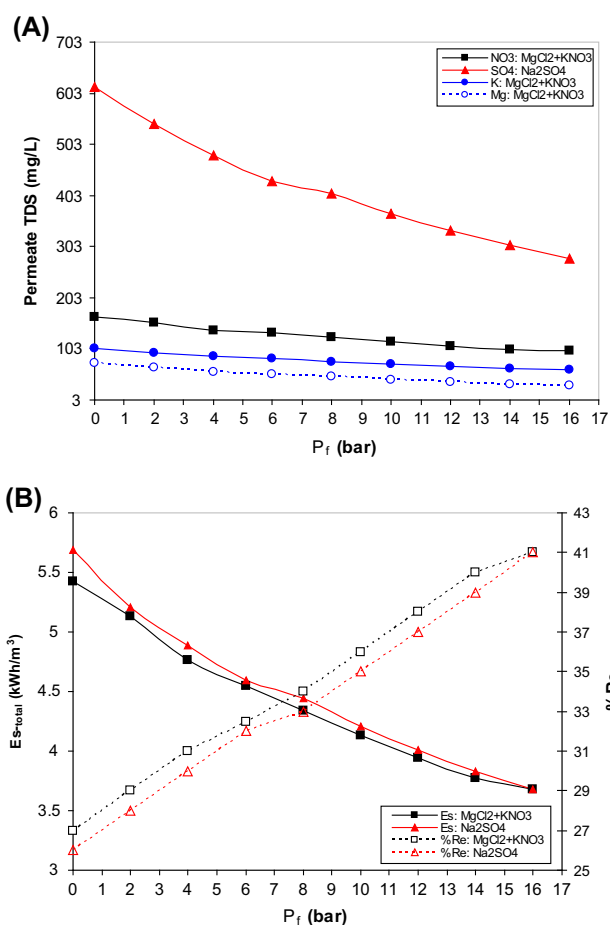 (A)
703
603
503
403
303
203
103
3
Permeate TDS (mg/L)
NO3: MgCl2+KNO3
SO4: Na2SO4
K: MgCl2+KNO3
Mg: MgCl2+KNO3
0 1 2 3 4 5 6 7 8 9 10 11 12 13 14 15 16 17
Pf (bar)
(B)
6
5.5
5
4.5
4
3.5
3
Es-total (kWh/m3)
43
41
39
37
35
33
31
29
27
25
Es: MgCl2+KNO3
Es: Na2SO4
%Re: MgCl2+KNO3
%Re: Na2SO4
0 1 2 3 4 5 6 7 8 9 10 11 12 13 14 15 16 17
Pf (bar)